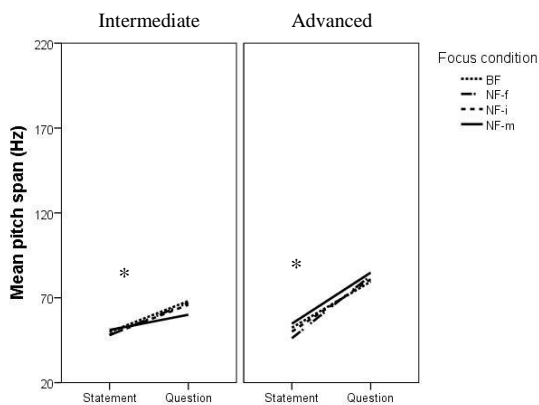 Intermediate
Advanced
220
170
120
70
20
Mean pitch span (Hz)
*
*
Statement
Question
Statement
Question
Focus condition
BF
NF-f
NF-i
NF-m